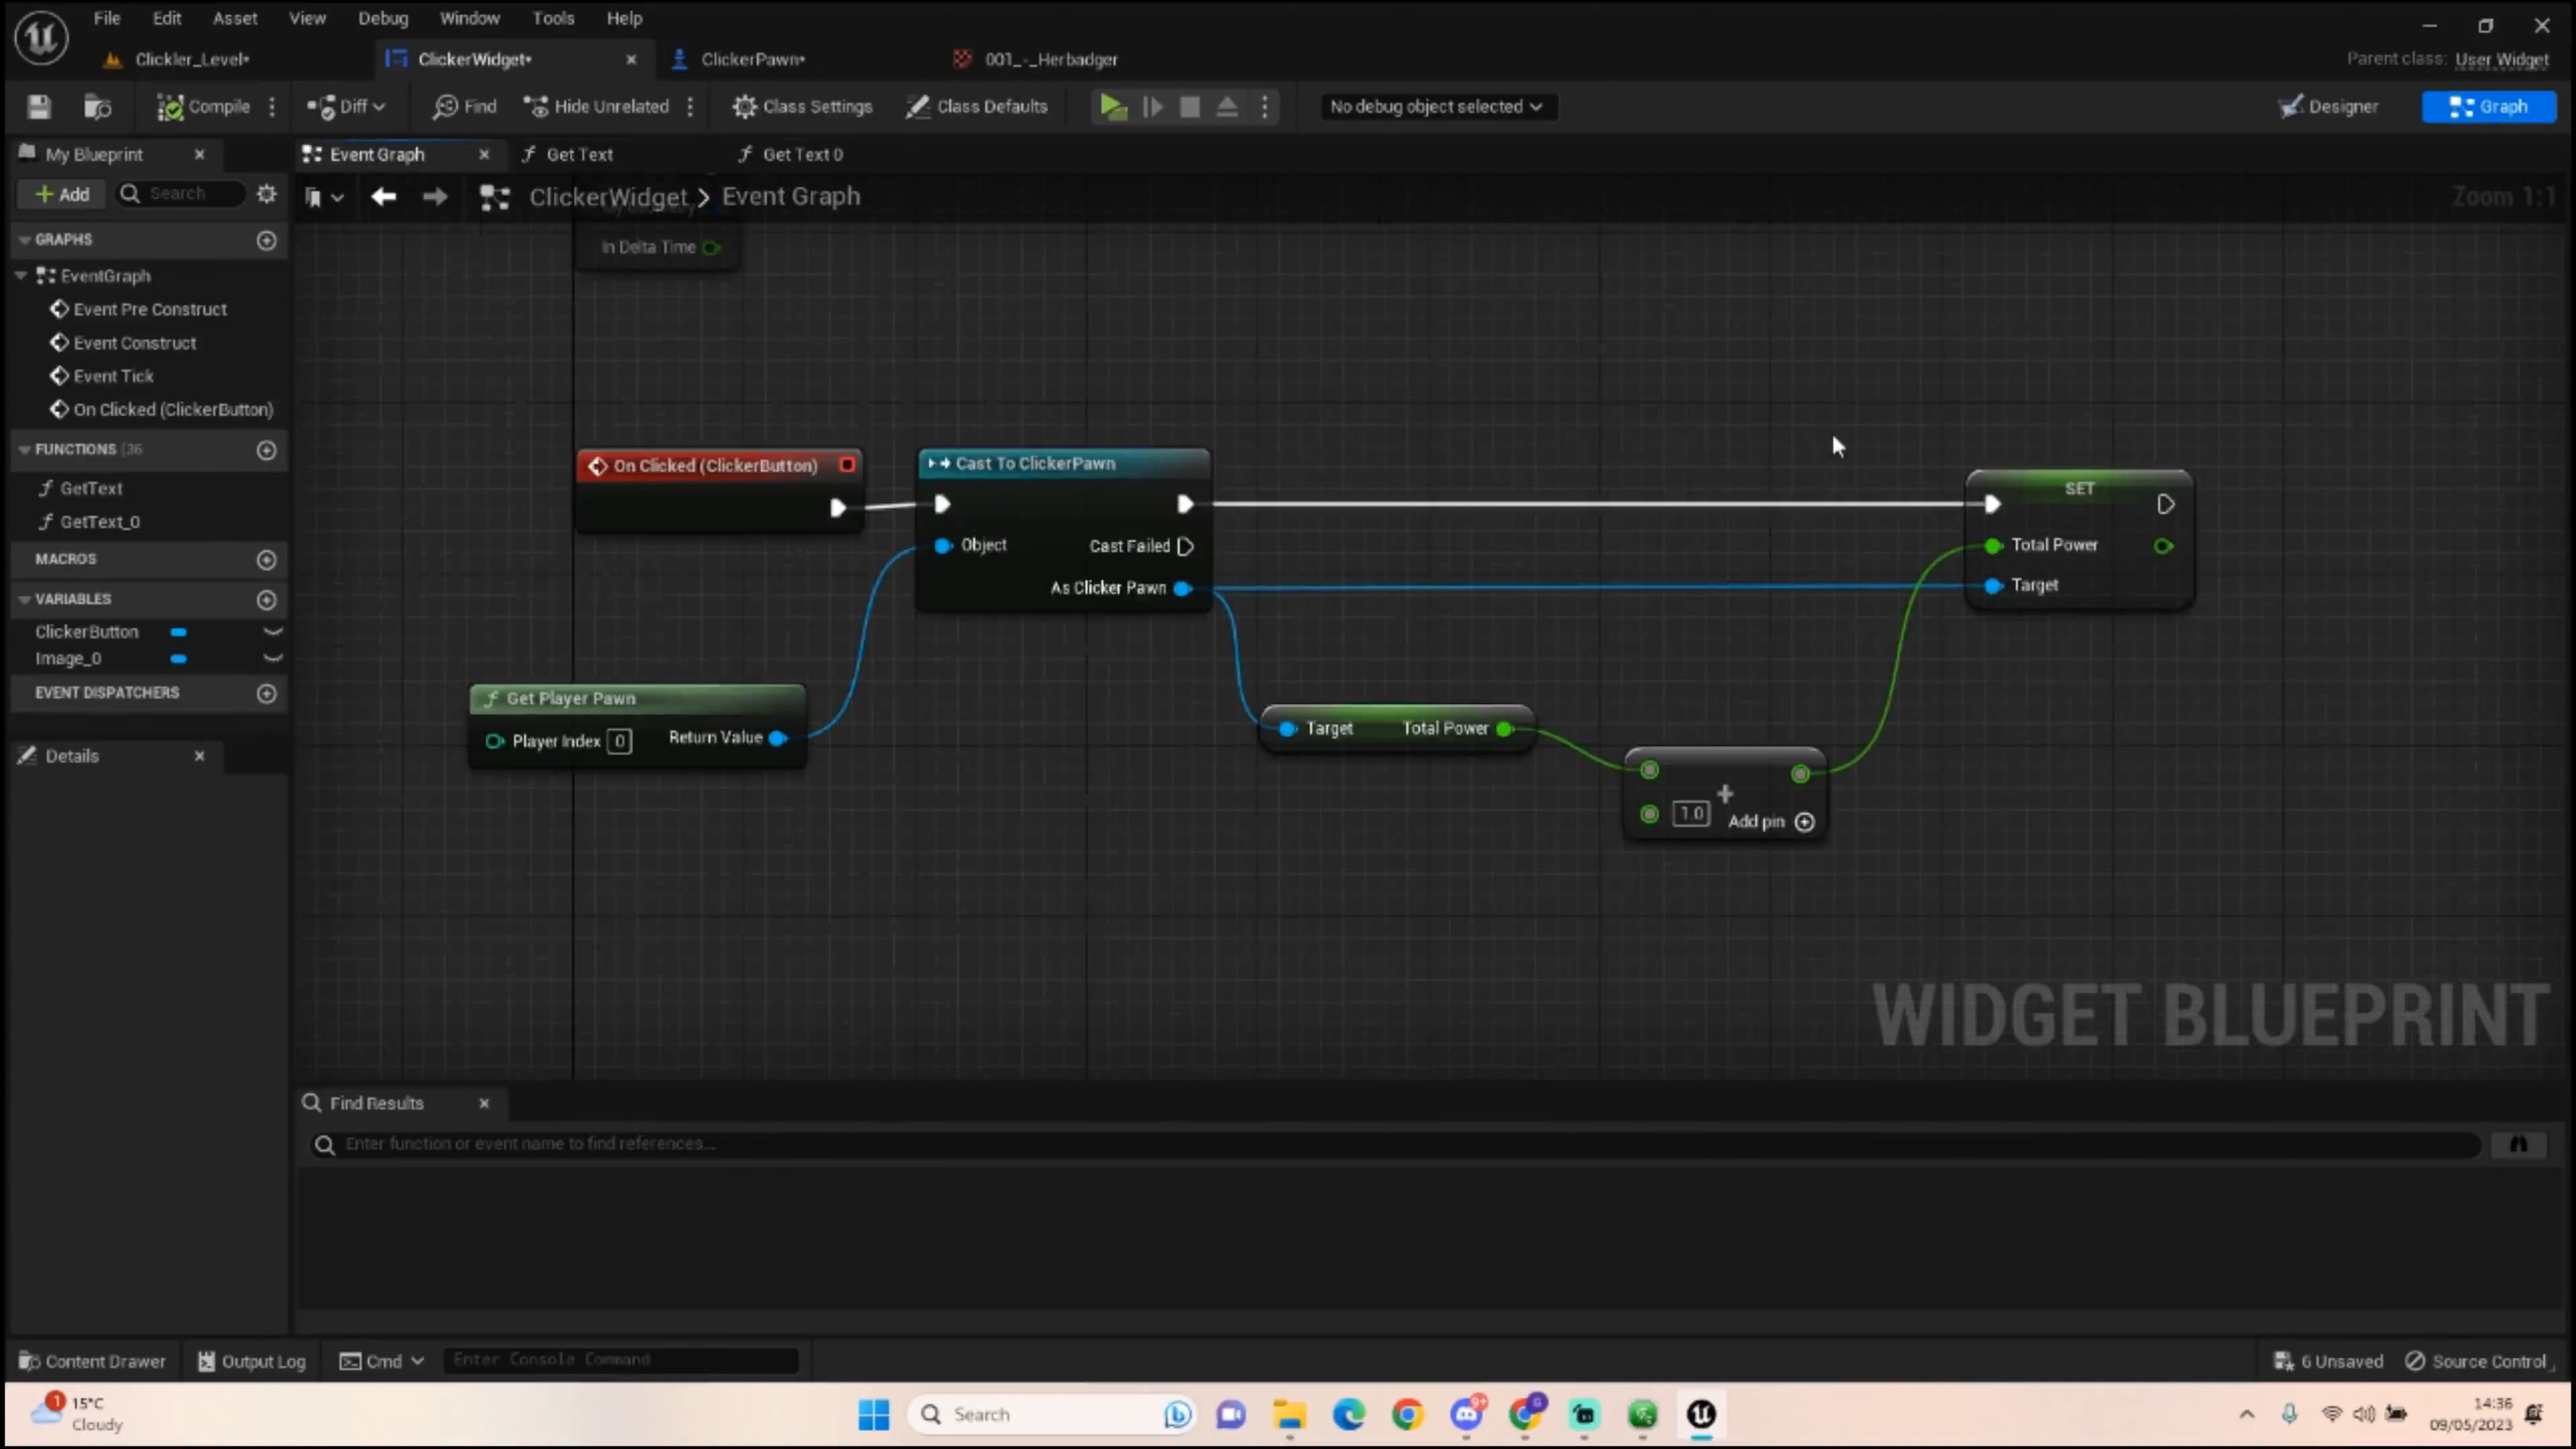 File Edit Asset View Debug Window Tools Help
Clickler_Level*
ClickerWidget*
ClickerPawn*
001_-_Herbadger
Parent class: User Widget
Compile
Diff
Find
Hide Unrelated
Class Settings
Class Defaults
No debug object selected
Designer
Graph
My Blueprint
Event Graph
Get Text
Get Text 0
Add
Search
ClickerWidget > Event Graph
Zoom 1:1
GRAPHS
EventGraph
Event Pre Construct
Event Construct
Event Tick
On Clicked (ClickerButton)
FUNCTIONS (36
GetText
GetText_0
MACROS
VARIABLES
ClickerButton
Image_0
EVENT DISPATCHERS
Details
In Delta Time
On Clicked (ClickerButton)
Cast To ClickerPawn
Object
Cast Failed
As Clicker Pawn
SET
Total Power
Target
Get Player Pawn
Player Index 0
Return Value
Target
Total Power
1.0
Add pin
WIDGET BLUEPRINT
Find Results
Enter function or event name to find references...
Content Drawer
Output Log
Cmd
Enter Console Command
6 Unsaved
Source Control
1
15°C
Cloudy
Search
9+
G
14:36
09/05/2023